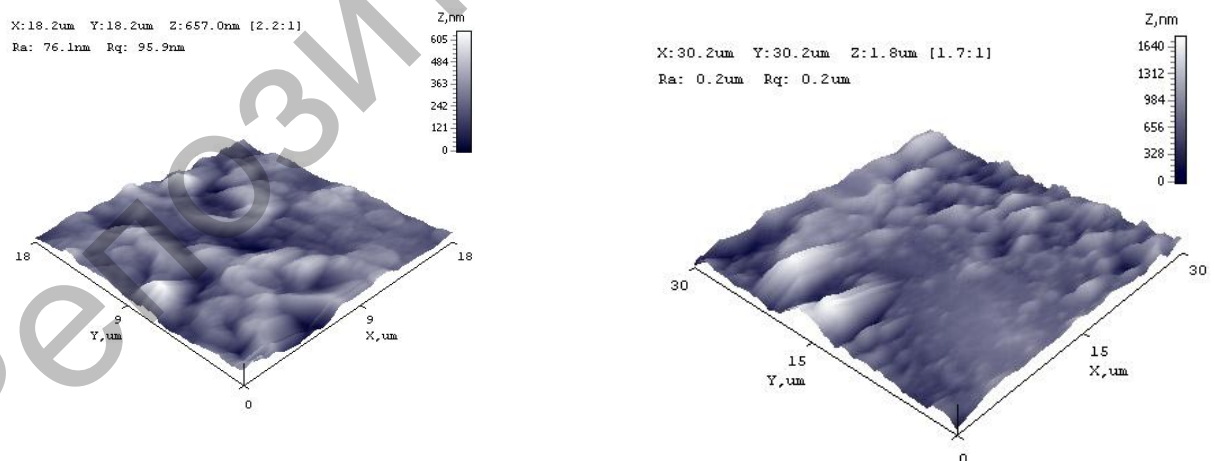 X:18.2um Y:18.2um Z:657.0nm [2.2:1]
Ra: 76.1nm Rq: 95.9nm
Z,nm
605
484
363
242
121
0
18
9
Y,um
18
9
X,um
0
X:30.2um Y:30.2um Z:1.8um [1.7:1]
Ra: 0.2um Rq: 0.2um
Z,nm
1640
1312
984
656
328
0
30
15
Y,um
30
15
X,um
0
репози